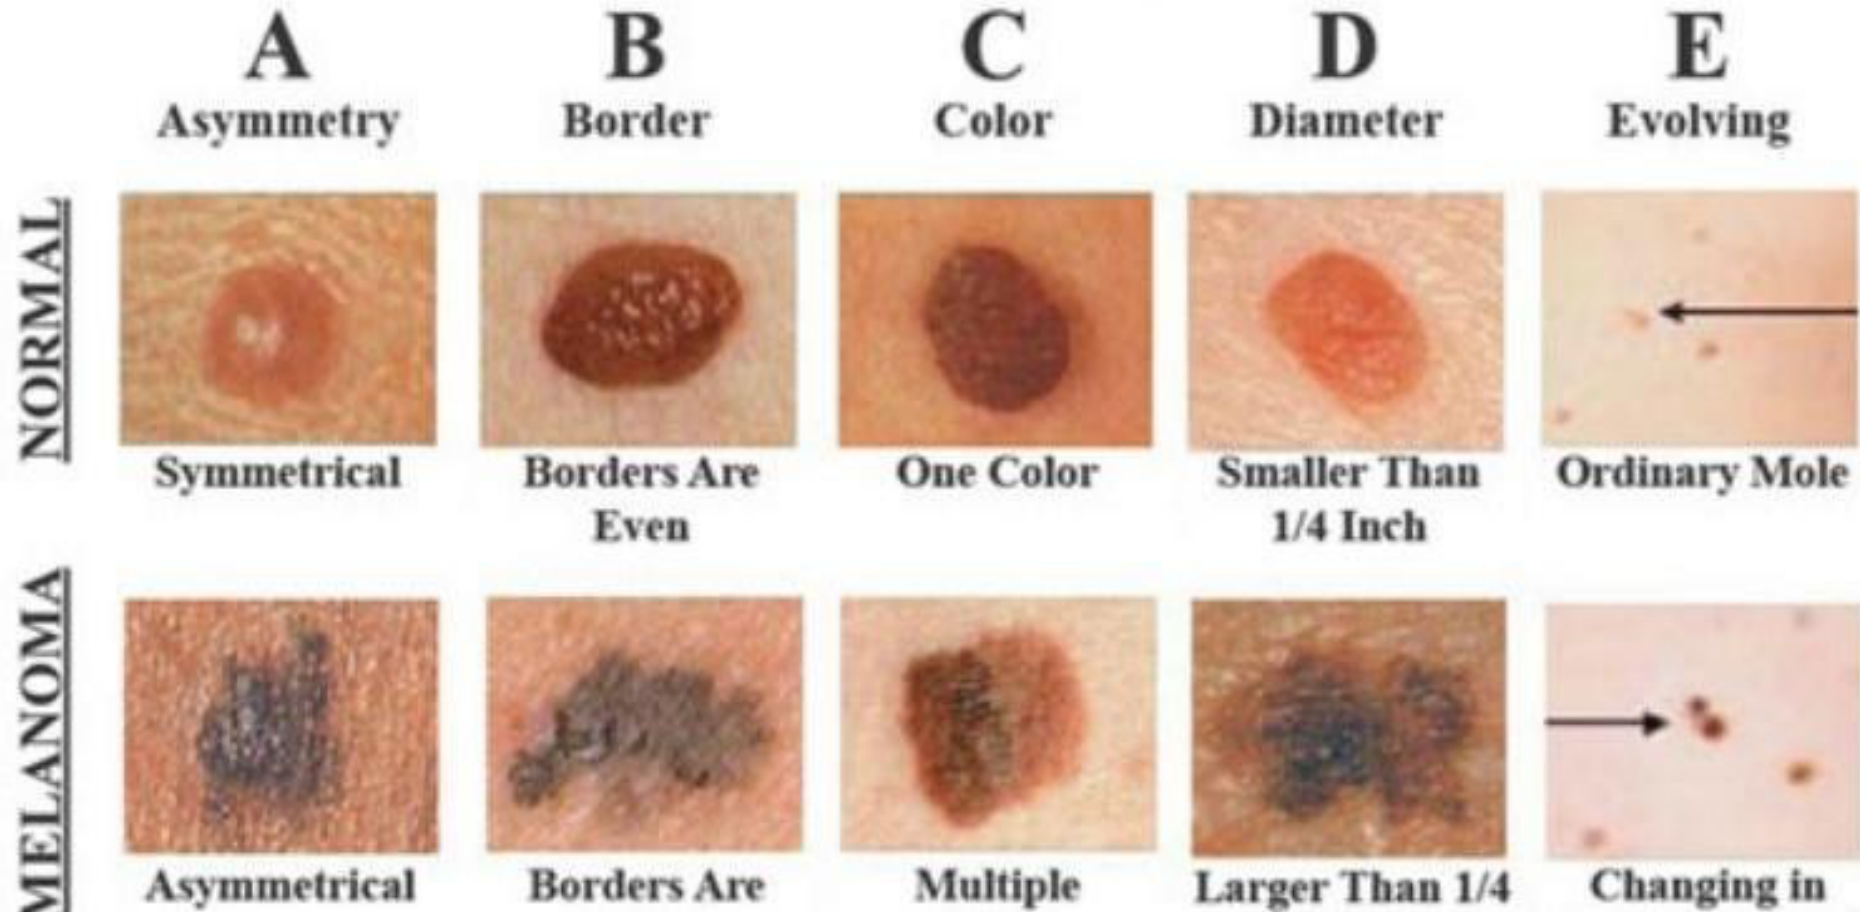 A B C D E
Asymmetry Border Color Diameter Evolving
NORMAL
Symmetrical Borders Are One Color Smaller Than Ordinary Mole
Even 1/4 Inch
MELANOMA
Asymmetrical Borders Are Multiple Larger Than 1/4 Changing in